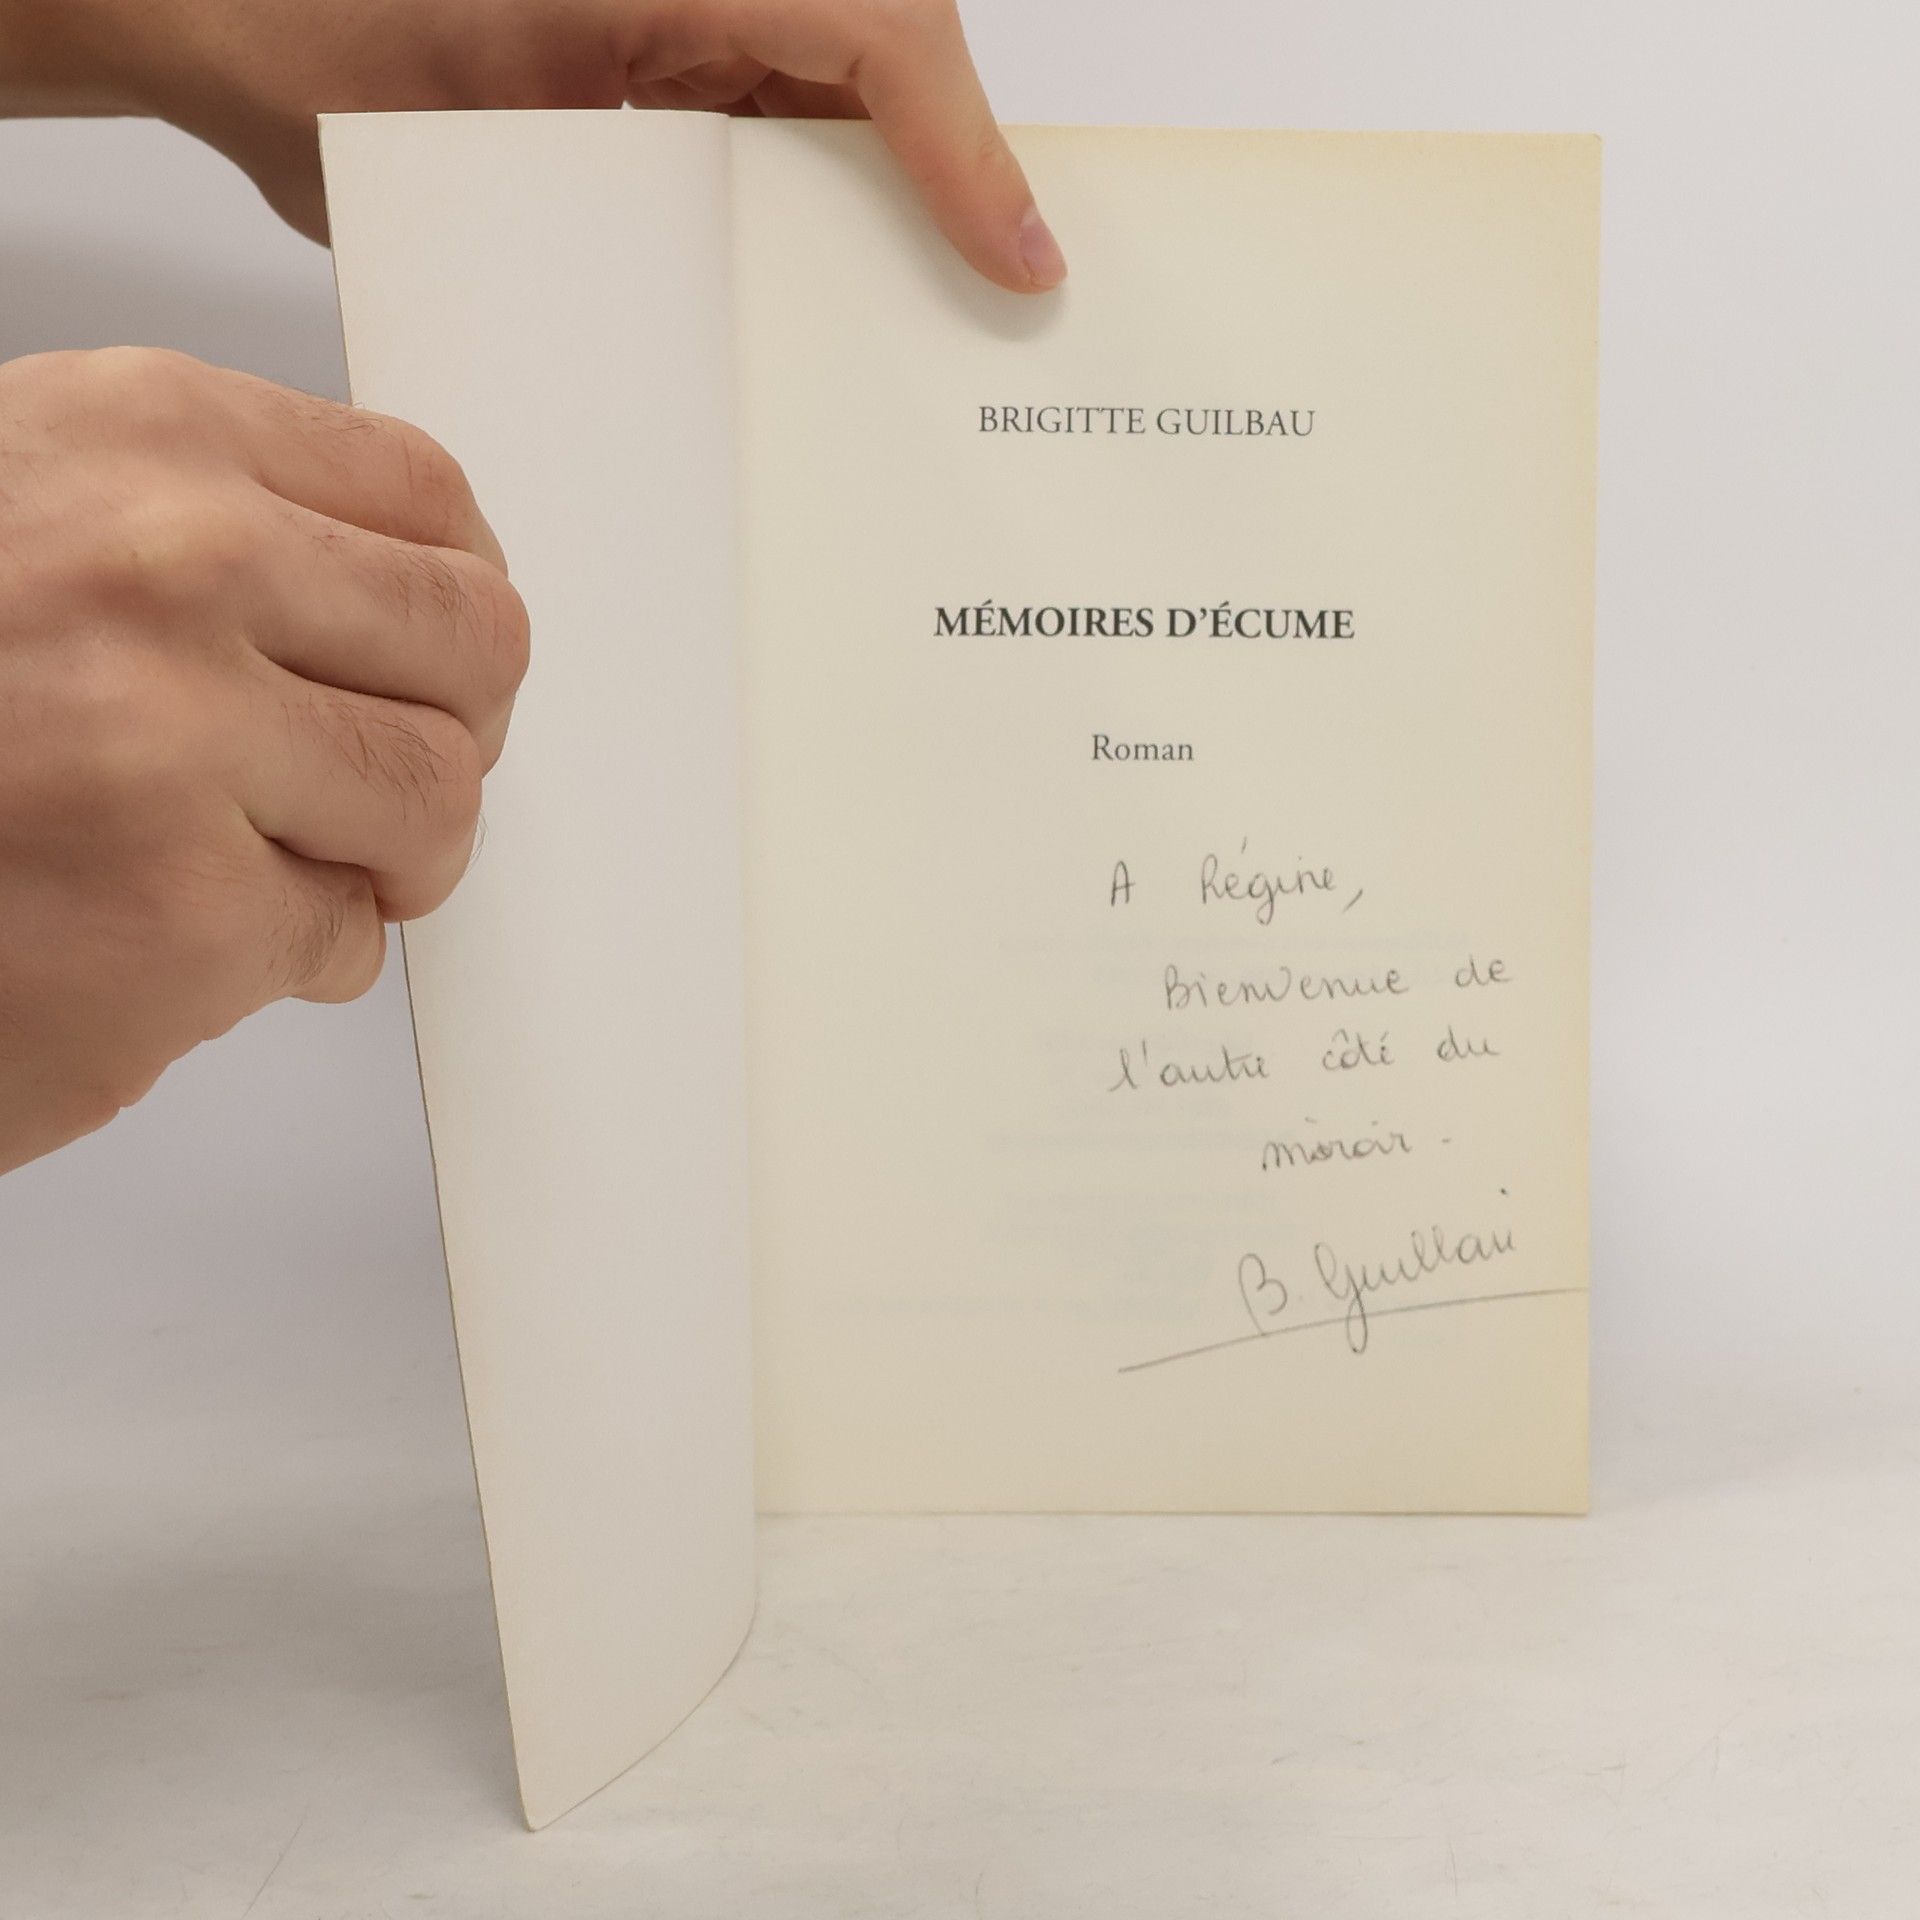 BRIGITTE GUILBAU
MÉMOIRES D'ÉCUME
Roman
A Régine,
Bienvenue de
l'autre côté du
miroir -
B. Guilbau